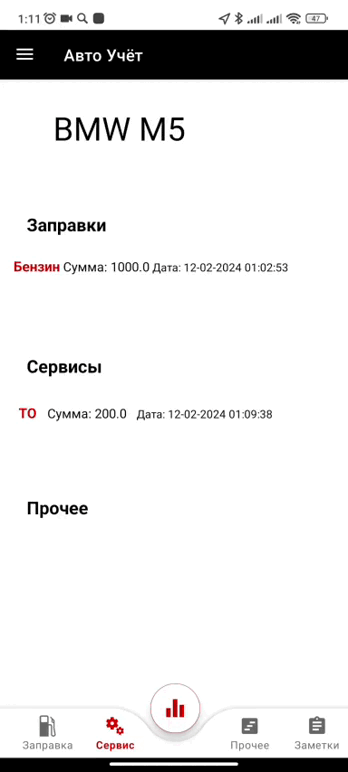 1:11 47
Авто Учёт
BMW M5
Заправки
Бензин Сумма: 1000.0 Дата: 12-02-2024 01:02:53
Сервисы
ТО Сумма: 200.0 Дата: 12-02-2024 01:09:38
Прочее
Заправка Сервис Прочее Заметки